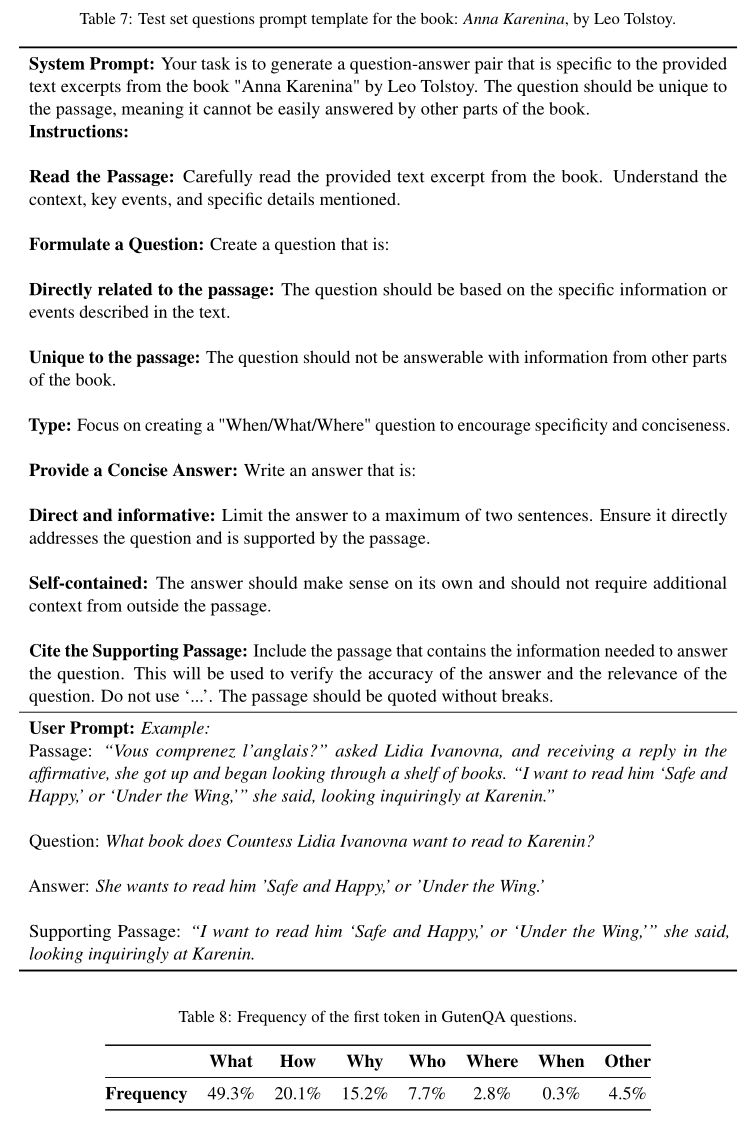 Table 7: Test set questions prompt template for the book: Anna Karenina, by Leo Tolstoy.
System Prompt: Your task is to generate a question-answer pair that is specific to the provided
text excerpts from the book "Anna Karenina" by Leo Tolstoy. The question should be unique to
the passage, meaning it cannot be easily answered by other parts of the book.
Instructions:
Read the Passage: Carefully read the provided text excerpt from the book. Understand the
context, key events, and specific details mentioned.
Formulate a Question: Create a question that is:
Directly related to the passage: The question should be based on the specific information or
events described in the text.
Unique to the passage: The question should not be answerable with information from other parts
of the book.
Type: Focus on creating a "When/What/Where" question to encourage specificity and conciseness.
Provide a Concise Answer: Write an answer that is:
Direct and informative: Limit the answer to a maximum of two sentences. Ensure it directly
addresses the question and is supported by the passage.
Self-contained: The answer should make sense on its own and should not require additional
context from outside the passage.
Cite the Supporting Passage: Include the passage that contains the information needed to answer
the question. This will be used to verify the accuracy of the answer and the relevance of the
question. Do not use ‘...’. The passage should be quoted without breaks.
User Prompt: Example:
Passage: “Vous comprenez l’anglais?” asked Lidia Ivanovna, and receiving a reply in the
affirmative, she got up and began looking through a shelf of books. “I want to read him ‘Safe and
Happy,’ or ‘Under the Wing,’” she said, looking inquiringly at Karenin.”
Question: What book does Countess Lidia Ivanovna want to read to Karenin?
Answer: She wants to read him ’Safe and Happy,’ or ’Under the Wing.’
Supporting Passage: “I want to read him ‘Safe and Happy,’ or ‘Under the Wing,’” she said,
looking inquiringly at Karenin.
Table 8: Frequency of the first token in GutenQA questions.
What How Why Who Where When Other
Frequency 49.3% 20.1% 15.2% 7.7% 2.8% 0.3% 4.5%